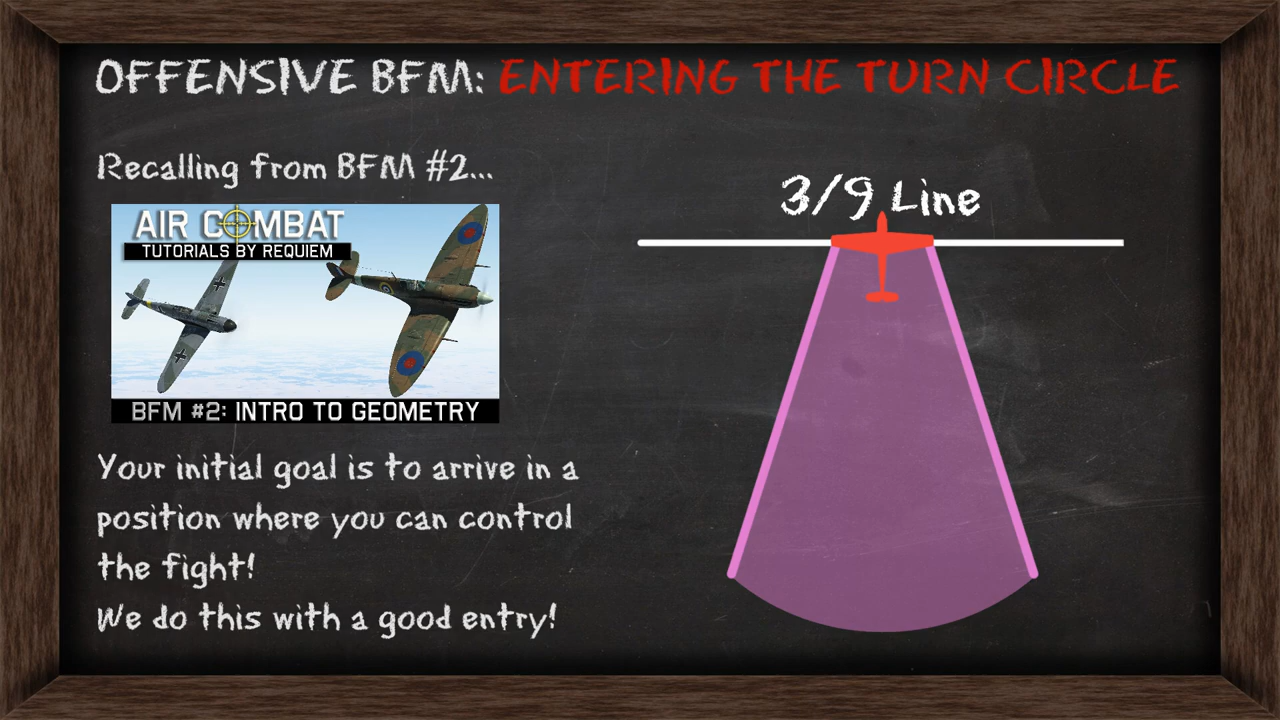 OFFENSIVE BFM: ENTERING THE TURN CIRCLE
Recalling from BFM #2...
AIR COMBAT
TUTORIALS BY REQUIEM
BFM #2: INTRO TO GEOMETRY
Your initial goal is to arrive in a
position where you can control
the fight!
We do this with a good entry!
3/9 Line